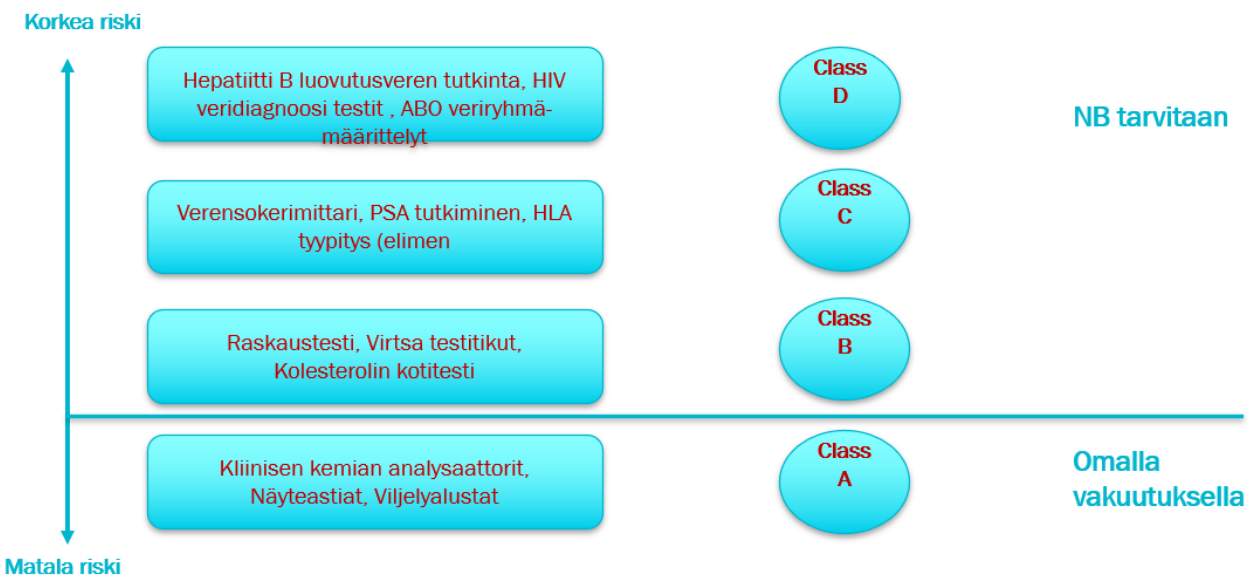 Korkea riski
Hepatiitti B luovutusveren tutkinta, HIV
veridiagnoosi testit , ABO veriryhmä-
määrittelyt
Class
D
NB tarvitaan
Verensokerimittari, PSA tutkiminen, HLA
tyypitys (elimen
Class
C
Raskaustesti, Virtsa testitikut,
Kolesterolin kotitesti
Class
B
Kliinisen kemian analysaattorit,
Näyteastiat, Viljelyalustat
Class
A
Omalla
vakuutuksella
Matala riski